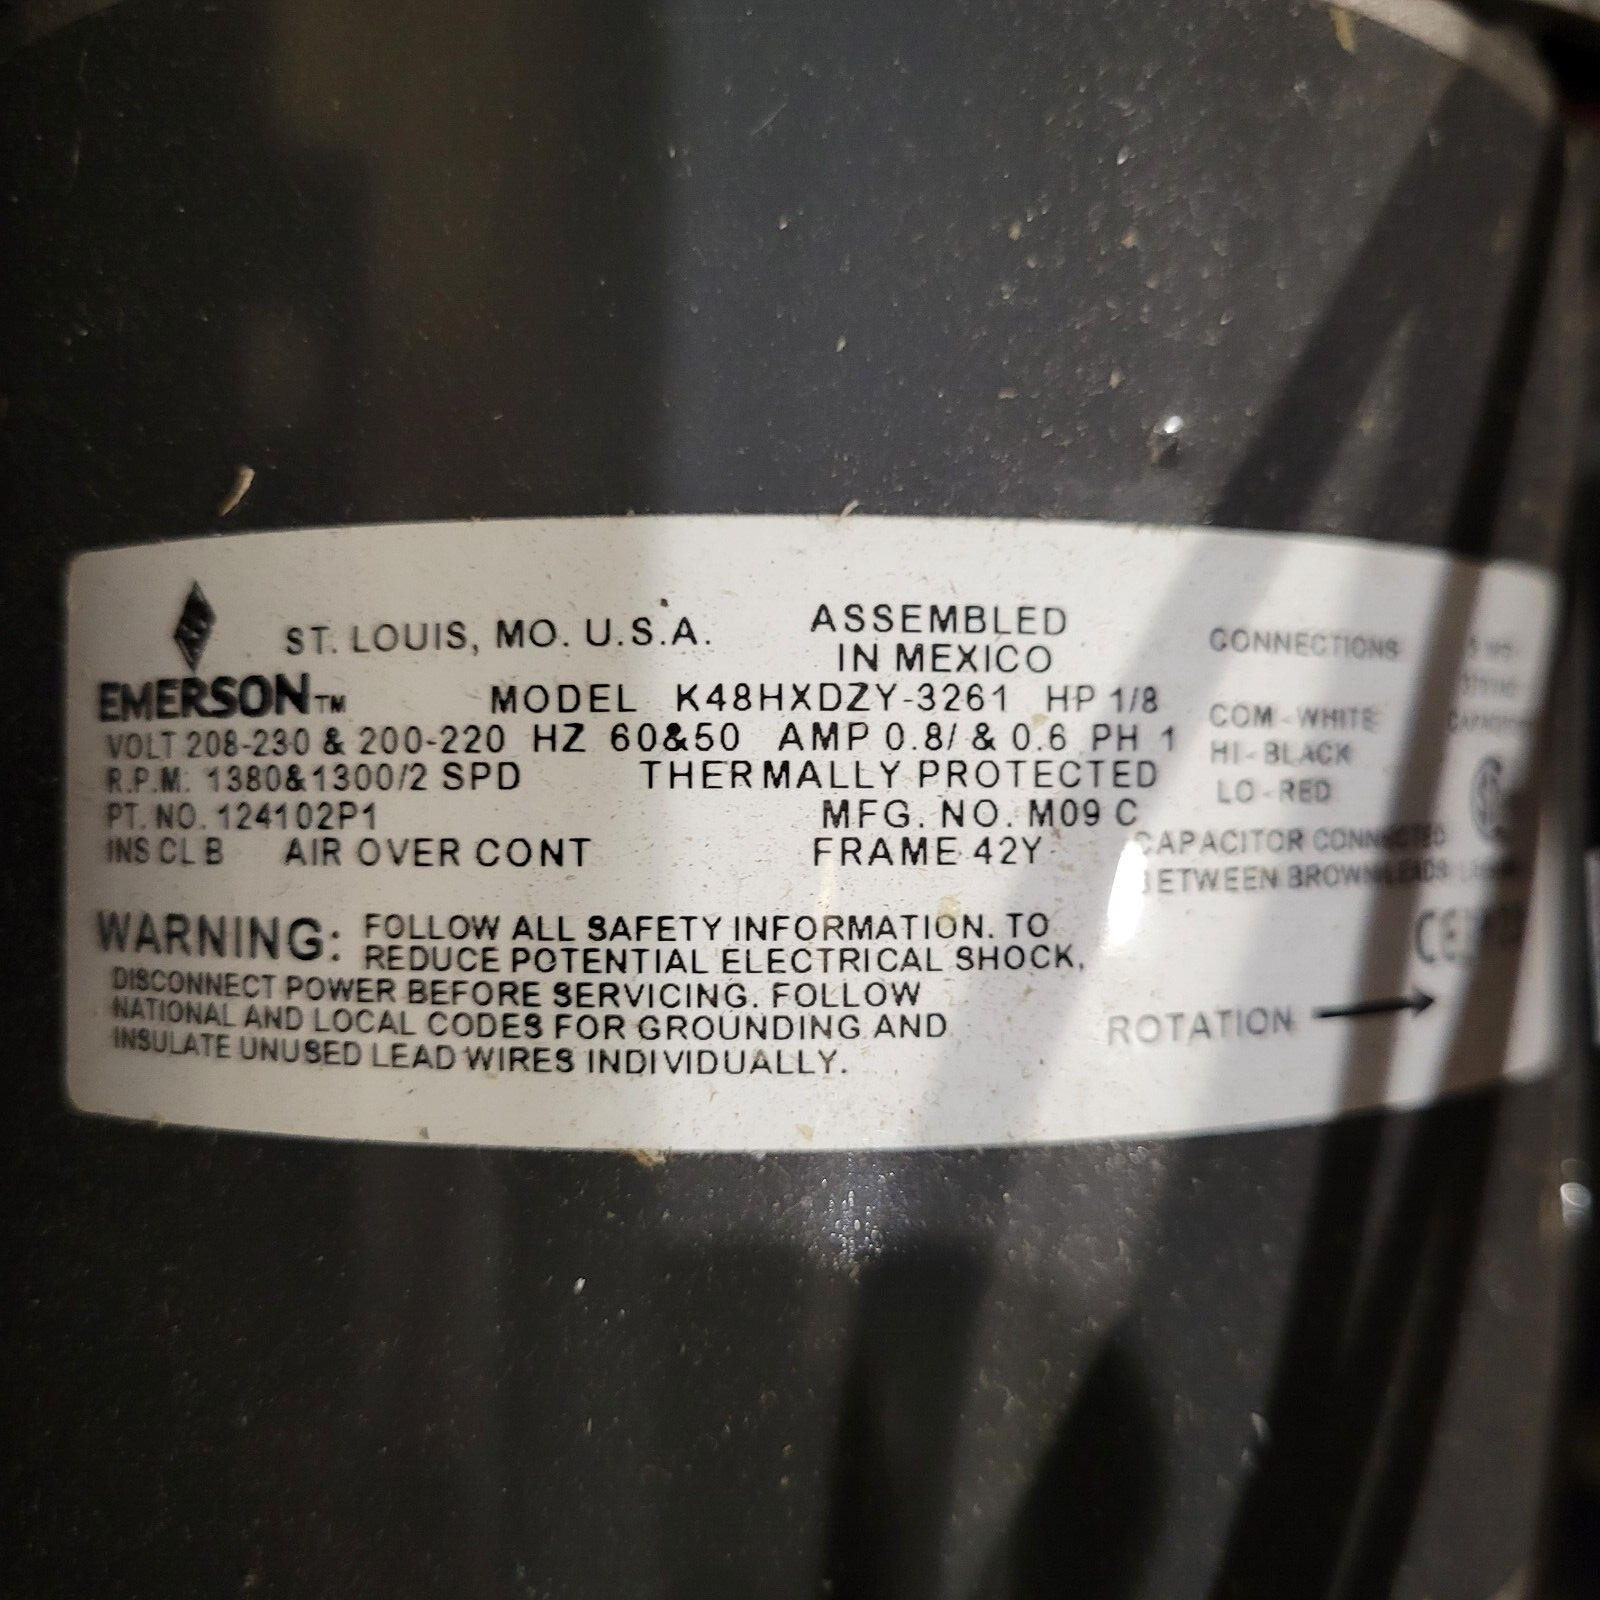 ST. LOUIS, MO. U.S.A.
ASSEMBLED
IN MEXICO
EMERSON™
MODEL K48HXDZY-3261 HP 1/8
VOLT 208-230 & 200-220 HZ 60&50 AMP 0.8/ & 0.6 PH 1
R.P.M. 1380&1300/2 SPD THERMALLY PROTECTED
PT. NO. 124102P1 MFG. NO. M09 C
INS CL B AIR OVER CONT FRAME 42Y
WARNING: FOLLOW ALL SAFETY INFORMATION. TO
REDUCE POTENTIAL ELECTRICAL SHOCK,
DISCONNECT POWER BEFORE SERVICING. FOLLOW
NATIONAL AND LOCAL CODES FOR GROUNDING AND
INSULATE UNUSED LEAD WIRES INDIVIDUALLY.
CONNECTIONS
COM - WHITE
HI - BLACK
LO - RED
CAPACITOR CONNECTED
BETWEEN BROWN LEADS
CE
ROTATION